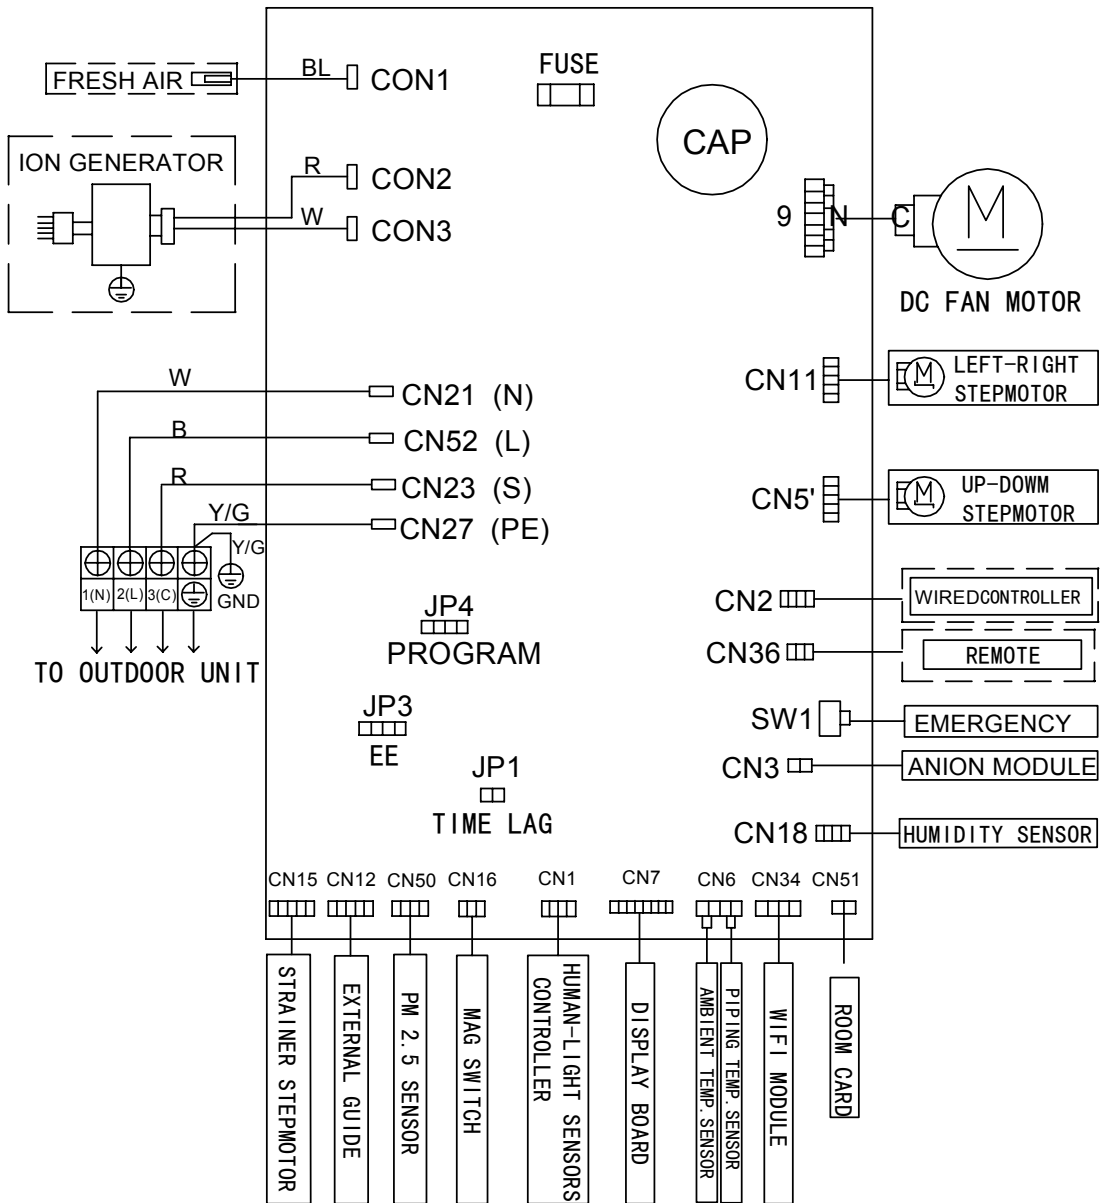 FRESH AIR
BL
CON1
FUSE
CAP
ION GENERATOR
R
CON2
W
CON3
9
N
C
M
DC FAN MOTOR
W
CN21 (N)
B
CN52 (L)
R
CN23 (S)
Y/G
CN27 (PE)
Y/G
GND
1(N)
2(L)
3(C)
TO OUTDOOR UNIT
CN11
M
LEFT-RIGHT
STEPMOTOR
CN5'
M
UP-DOWM
STEPMOTOR
CN2
WIREDCONTROLLER
CN36
REMOTE
SW1
EMERGENCY
CN3
ANION MODULE
CN18
HUMIDITY SENSOR
JP4
PROGRAM
JP3
EE
JP1
TIME LAG
CN15
CN12
CN50
CN16
CN1
CN7
CN6
CN34
CN51
STRAINER STEPMOTOR
EXTERNAL GUIDE
PM 2.5 SENSOR
MAG SWITCH
HUMAN-LIGHT SENSORS
CONTROLLER
DISPLAY BOARD
AMBIENT TEMP. SENSOR
PIPING TEMP. SENSOR
WIFI MODULE
ROOM CARD